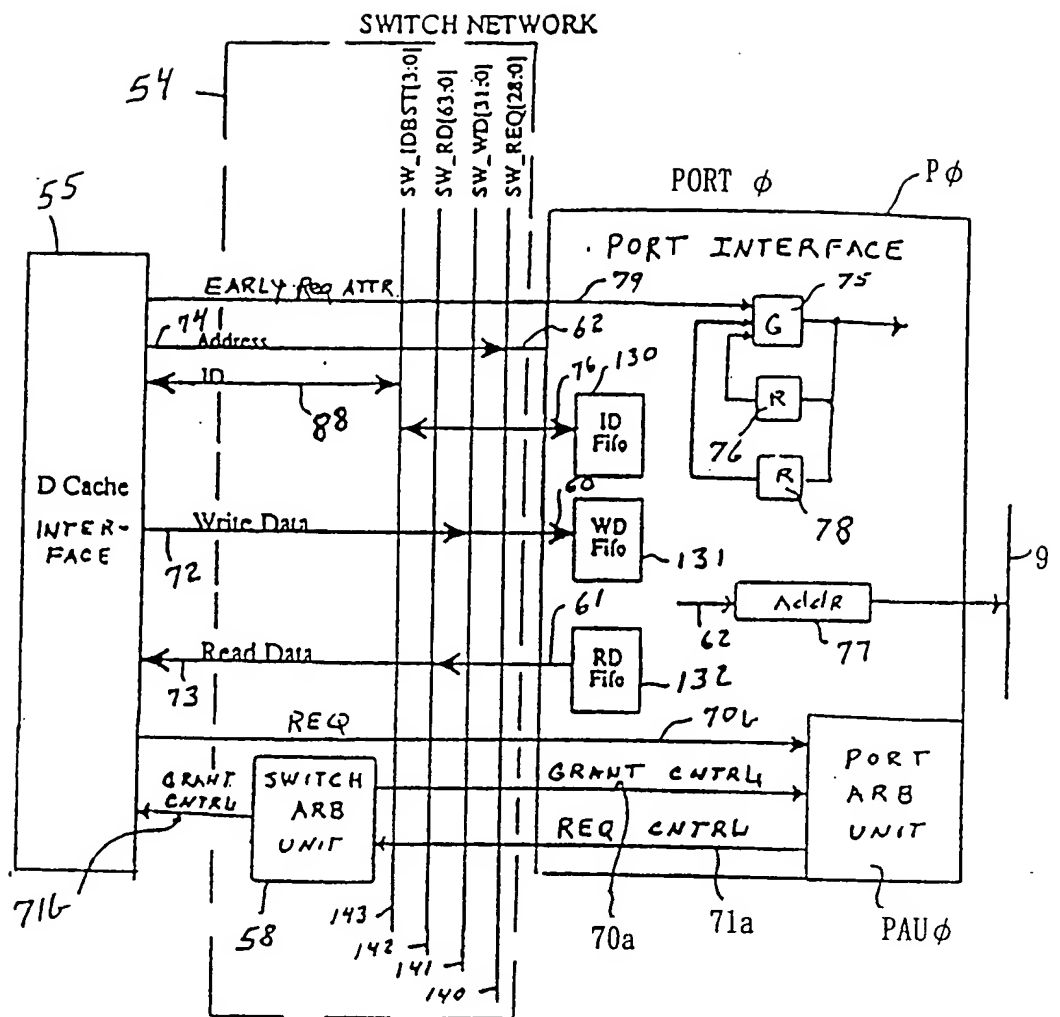 SWITCH NETWORK
54
SW_IDBST[3:0]
SW_RD[63:0]
SW_WD[31:0]
SW_REQ[28:0]
PORT ϕ
Pϕ
55
PORT INTERFACE
EARLY Req ATTR
79
75
G
74
Address
62
ID
88
76
130
ID
Fifo
R
76
R
78
D Cache
INTER-
FACE
Write Data
72
60
WD
Fifo
131
9
62
AddR
77
Read Data
73
61
RD
Fifo
132
REQ
70b
GRANT
CNTRL
SWITCH
ARB
UNIT
GRANT CNTRL
REQ CNTRL
PORT
ARB
UNIT
71b
58
143
142
141
140
70a
71a
PAUϕ